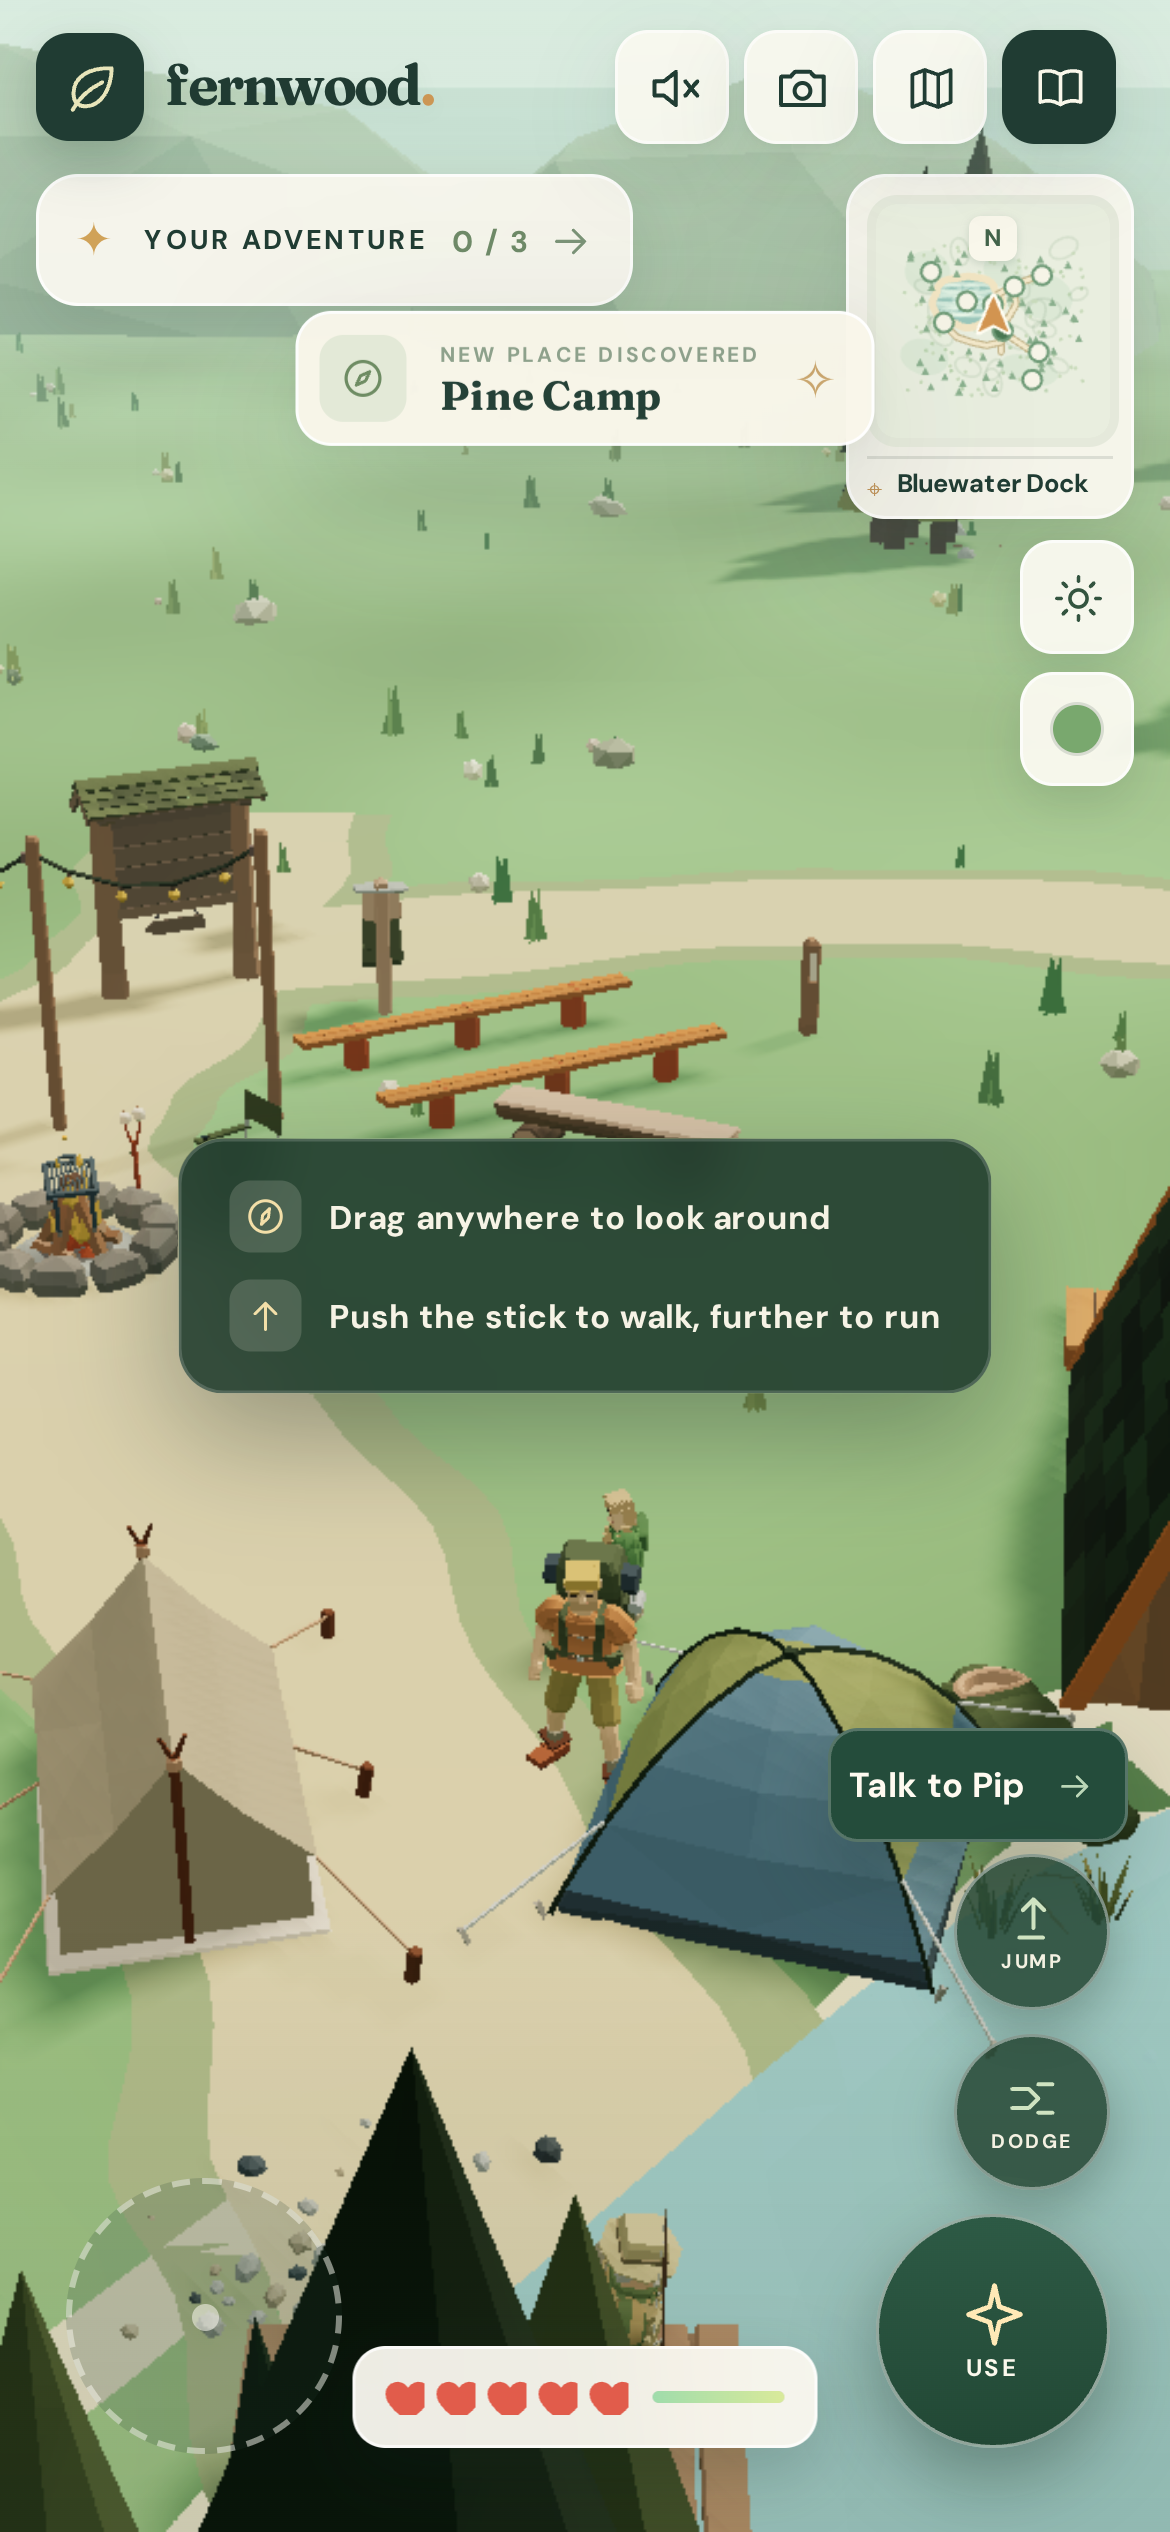 fernwood.
YOUR ADVENTURE 0 / 3
N
NEW PLACE DISCOVERED
Pine Camp
Bluewater Dock
Drag anywhere to look around
Push the stick to walk, further to run
Talk to Pip
JUMP
DODGE
USE